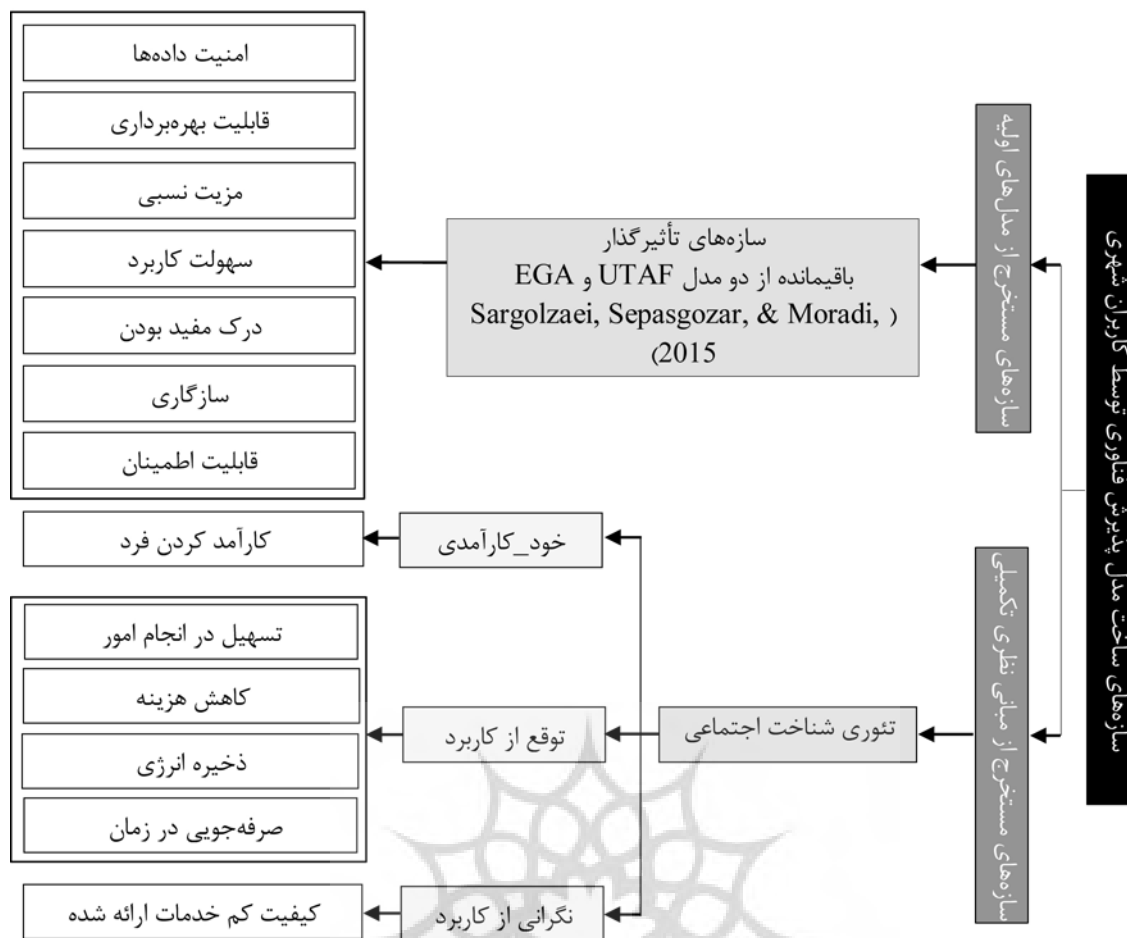 سازه‌های ساخت مدل پذیرش فناوری توسط کاربران شهری
سازه‌های مستخرج از مدل‌های اولیه
سازه‌های تأثیرگذار
باقیمانده از دو مدل UTAF و EGA
( Sargolzaei, Sepasgozar, & Moradi,
2015)
امنیت داده‌ها
قابلیت بهره‌برداری
مزیت نسبی
سهولت کاربرد
درک مفید بودن
سازگاری
قابلیت اطمینان
سازه‌های مستخرج از مبانی نظری تکمیلی
تئوری شناخت اجتماعی
خود_کارآمدی
کارآمد کردن فرد
توقع از کاربرد
تسهیل در انجام امور
کاهش هزینه
ذخیره انرژی
صرفه‌جویی در زمان
نگرانی از کاربرد
کیفیت کم خدمات ارائه شده